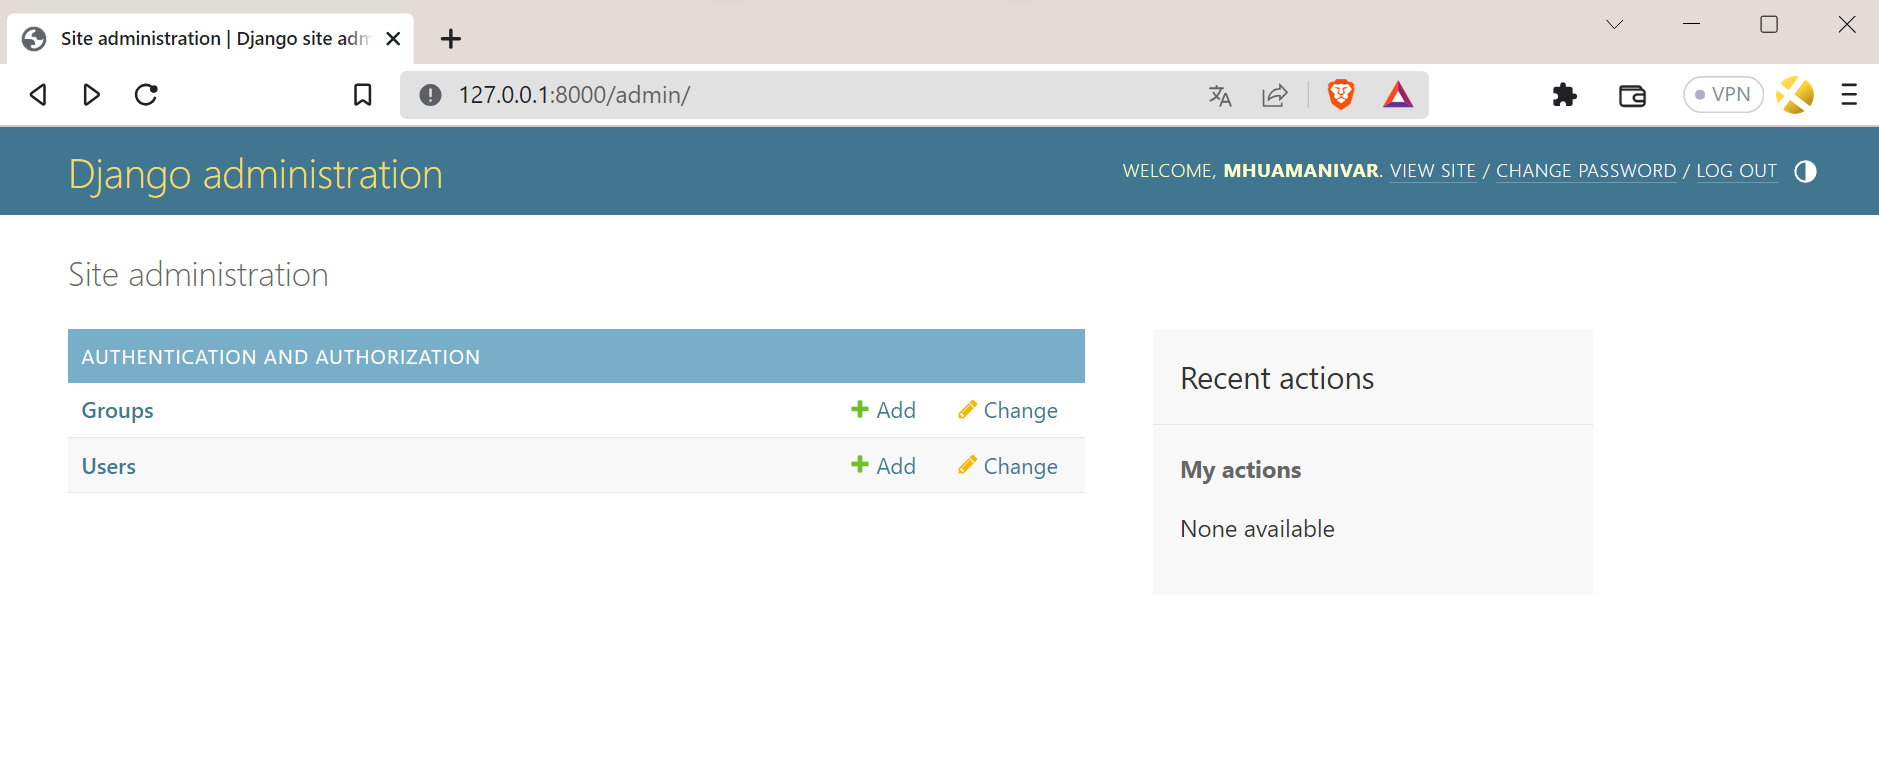 Site administration | Django site adm
127.0.0.1:8000/admin/
VPN
Django administration
WELCOME, MHUAMANIVAR. VIEW SITE / CHANGE PASSWORD / LOG OUT
Site administration
AUTHENTICATION AND AUTHORIZATION
Groups Add Change
Users Add Change
Recent actions
My actions
None available